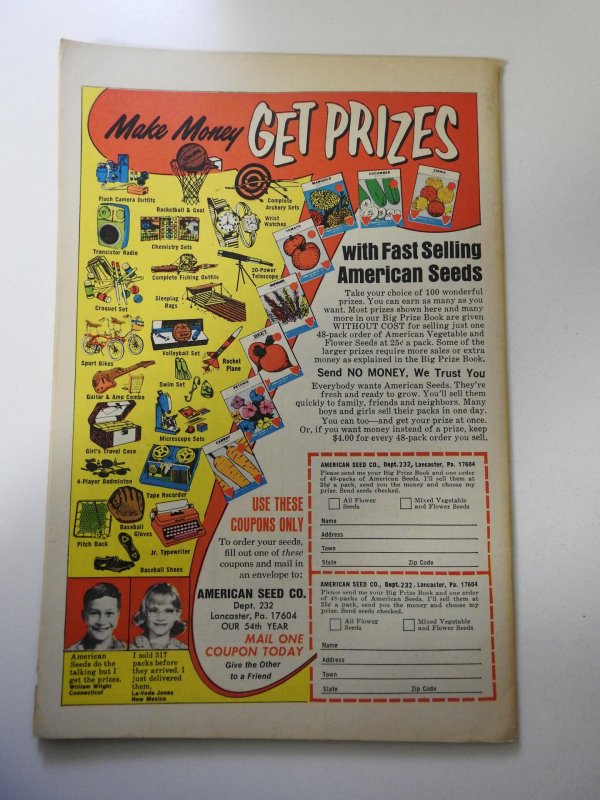 Make Money GET PRIZES
Flash Camera Outfits
Basketball & Goal
Complete
Archery Sets
Wrist
Watches
Transistor Radio
Chemistry Sets
Complete Fishing Outfits
30-Power
Telescope
Croquet Set
Sleeping
Bags
Sport Bikes
Volleyball Set
Rocket
Plane
Guitar & Amp Combo
Swim Set
Girl's Travel Case
Microscope Sets
4-Player Badminton
Tape Recorder
Pitch Back
Baseball
Gloves
Jr. Typewriter
Baseball Shoes
MARIGOLD
CUCUMBER
ZINNIA
TOMATO
BEET
PETUNIA
CARROT
with Fast Selling
American Seeds
Take your choice of 100 wonderful
prizes. You can earn as many as you
want. Most prizes shown here and many
more in our Big Prize Book are given
WITHOUT COST for selling just one
48-pack order of American Vegetable and
Flower Seeds at 25¢ a pack. Some of the
larger prizes require more sales or extra
money as explained in the Big Prize Book.
Send NO MONEY, We Trust You
Everybody wants American Seeds. They're
fresh and ready to grow. You'll sell them
quickly to family, friends and neighbors. Many
boys and girls sell their packs in one day.
You can too—and get your prize at once.
Or, if you want money instead of a prize, keep
$4.00 for every 48-pack order you sell.
USE THESE
COUPONS ONLY
To order your seeds,
fill out one of these
coupons and mail in
an envelope to:
AMERICAN SEED CO.
Dept. 232
Lancaster, Pa. 17604
OUR 54th YEAR
MAIL ONE
COUPON TODAY
Give the Other
to a Friend
American
Seeds do the
talking but I
get the prizes.
William Wright
Connecticut
I sold 317
packs before
they arrived. I
just delivered
them.
La-Veda Jones
New Mexico
AMERICAN SEED CO., Dept. 232, Lancaster, Pa. 17604
Please send me your Big Prize Book and one order
of 48-packs of American Seeds. I'll sell them at
25¢ a pack, send you the money and choose my
prize. Send seeds checked.
All Flower
Seeds
Mixed Vegetable
and Flower Seeds
Name
Address
Town
State Zip Code
AMERICAN SEED CO., Dept. 232, Lancaster, Pa. 17604
Please send me your Big Prize Book and one order
of 48-packs of American Seeds. I'll sell them at
25¢ a pack, send you the money and choose my
prize. Send seeds checked.
All Flower
Seeds
Mixed Vegetable
and Flower Seeds
Name
Address
Town
State Zip Code